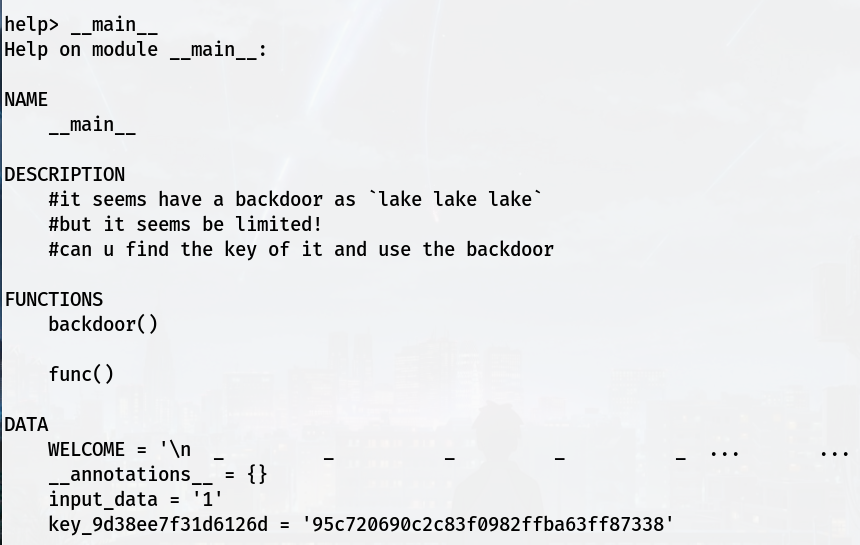 help> __main__
Help on module __main__:
NAME
__main__
DESCRIPTION
#it seems have a backdoor as `lake lake lake`
#but it seems be limited!
#can u find the key of it and use the backdoor
FUNCTIONS
backdoor()
func()
DATA
WELCOME = '\n  _          _           _          _           _  ...       ...
__annotations__ = {}
input_data = '1'
key_9d38ee7f31d6126d = '95c720690c2c83f0982ffba63ff87338'